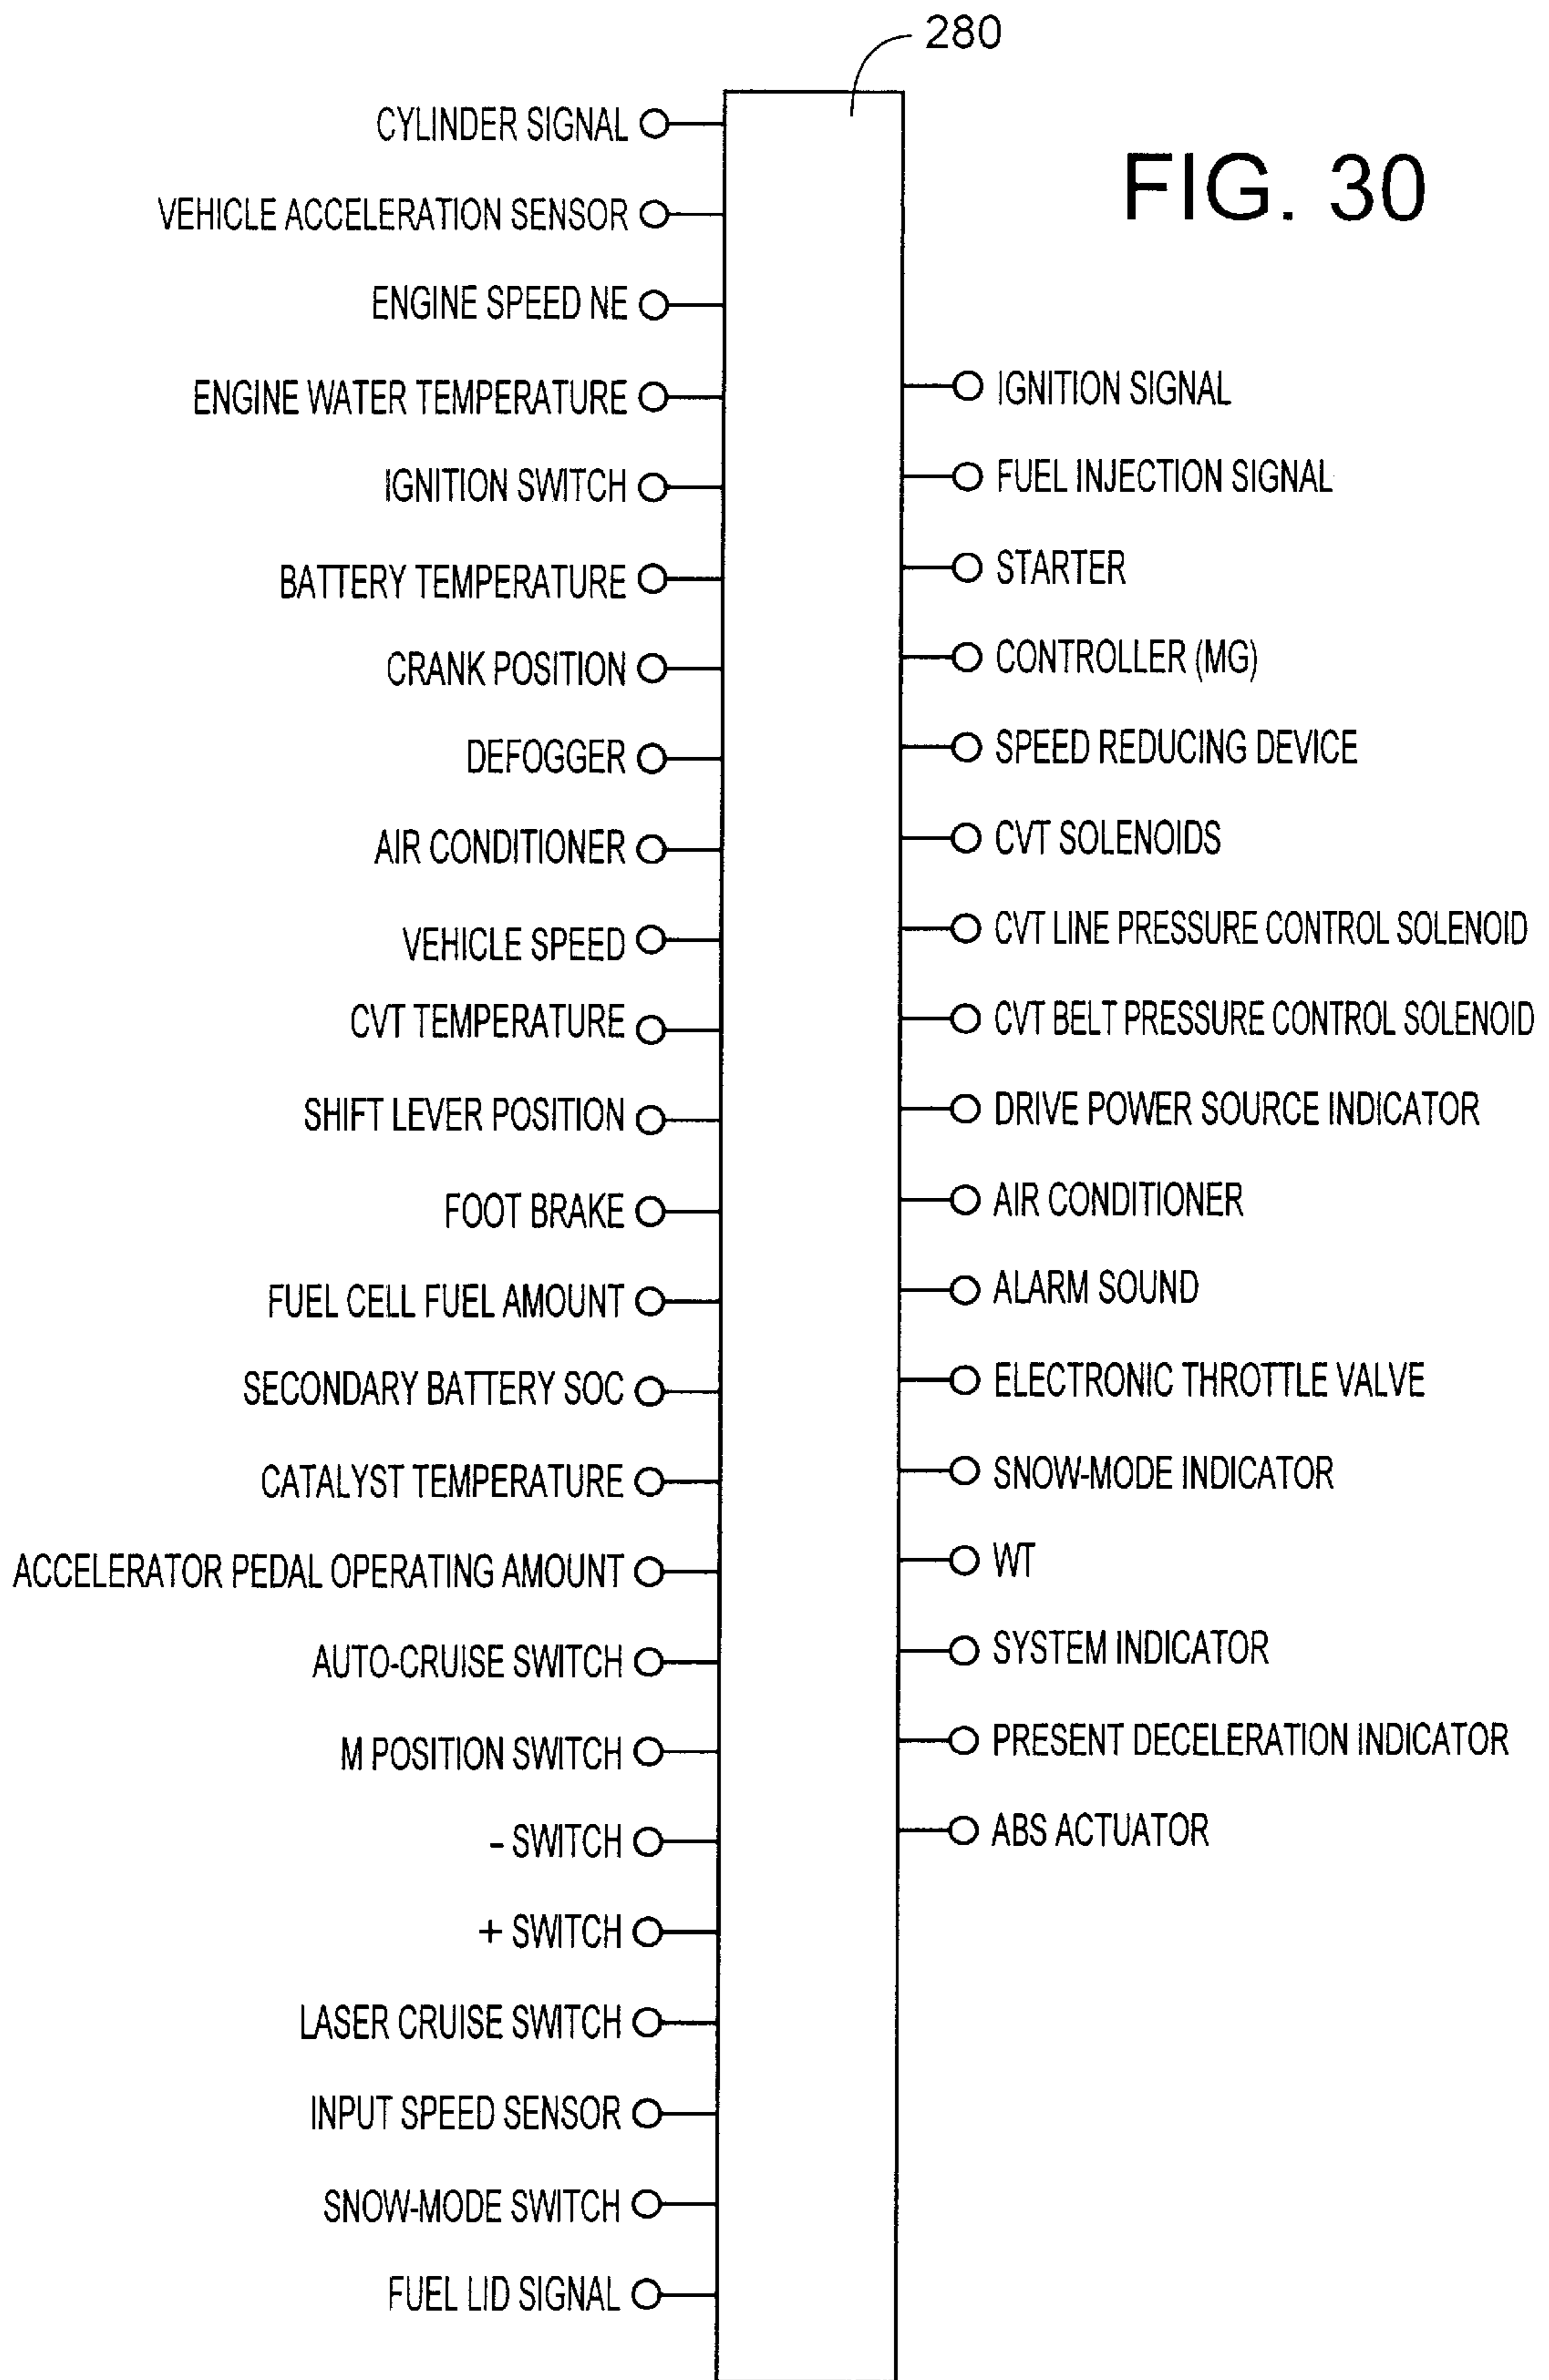 280
FIG. 30
CYLINDER SIGNAL
VEHICLE ACCELERATION SENSOR
ENGINE SPEED NE
ENGINE WATER TEMPERATURE
IGNITION SWITCH
BATTERY TEMPERATURE
CRANK POSITION
DEFOGGER
AIR CONDITIONER
VEHICLE SPEED
CVT TEMPERATURE
SHIFT LEVER POSITION
FOOT BRAKE
FUEL CELL FUEL AMOUNT
SECONDARY BATTERY SOC
CATALYST TEMPERATURE
ACCELERATOR PEDAL OPERATING AMOUNT
AUTO-CRUISE SWITCH
M POSITION SWITCH
– SWITCH
+ SWITCH
LASER CRUISE SWITCH
INPUT SPEED SENSOR
SNOW-MODE SWITCH
FUEL LID SIGNAL
IGNITION SIGNAL
FUEL INJECTION SIGNAL
STARTER
CONTROLLER (MG)
SPEED REDUCING DEVICE
CVT SOLENOIDS
CVT LINE PRESSURE CONTROL SOLENOID
CVT BELT PRESSURE CONTROL SOLENOID
DRIVE POWER SOURCE INDICATOR
AIR CONDITIONER
ALARM SOUND
ELECTRONIC THROTTLE VALVE
SNOW-MODE INDICATOR
WT
SYSTEM INDICATOR
PRESENT DECELERATION INDICATOR
ABS ACTUATOR